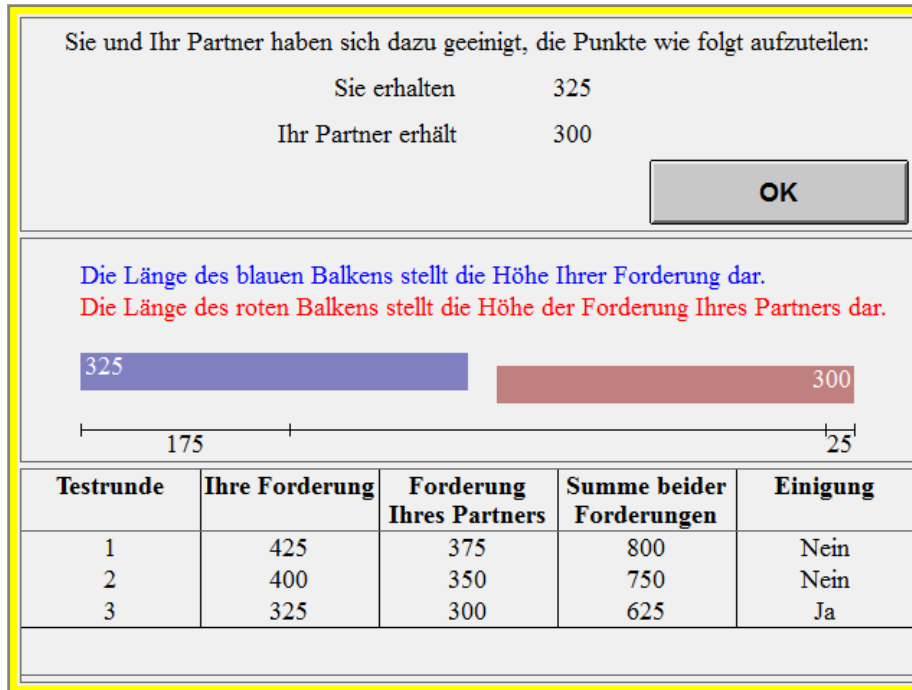 Sie und Ihr Partner haben sich dazu geeinigt, die Punkte wie folgt aufzuteilen:
Sie erhalten 325
Ihr Partner erhält 300
OK
Die Länge des blauen Balkens stellt die Höhe Ihrer Forderung dar.
Die Länge des roten Balkens stellt die Höhe der Forderung Ihres Partners dar.
325
300
175 25
Testrunde Ihre Forderung Forderung Summe beider Einigung
Ihres Partners Forderungen
1 425 375 800 Nein
2 400 350 750 Nein
3 325 300 625 Ja